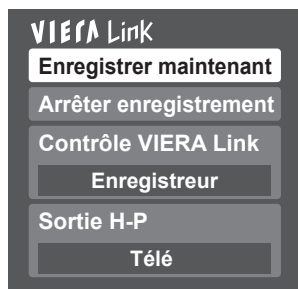 VIERA Link
Enregistrer maintenant
Arrêter enregistrement
Contrôle VIERA Link
Enregistreur
Sortie H-P
Télé